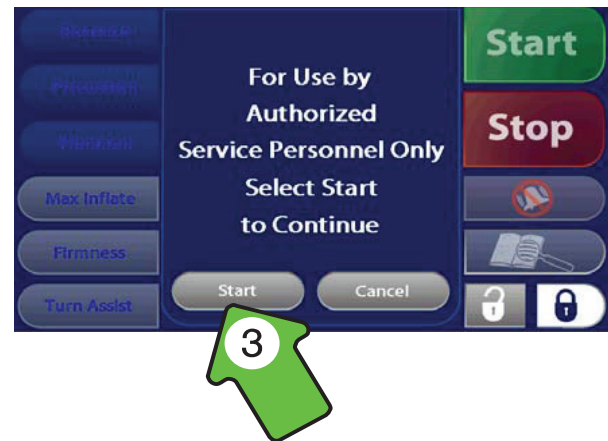 Start
For Use by
Authorized
Service Personnel Only
Select Start
to Continue
Stop
Max Inflate
Firmness
Turn Assist
Start
Cancel
3